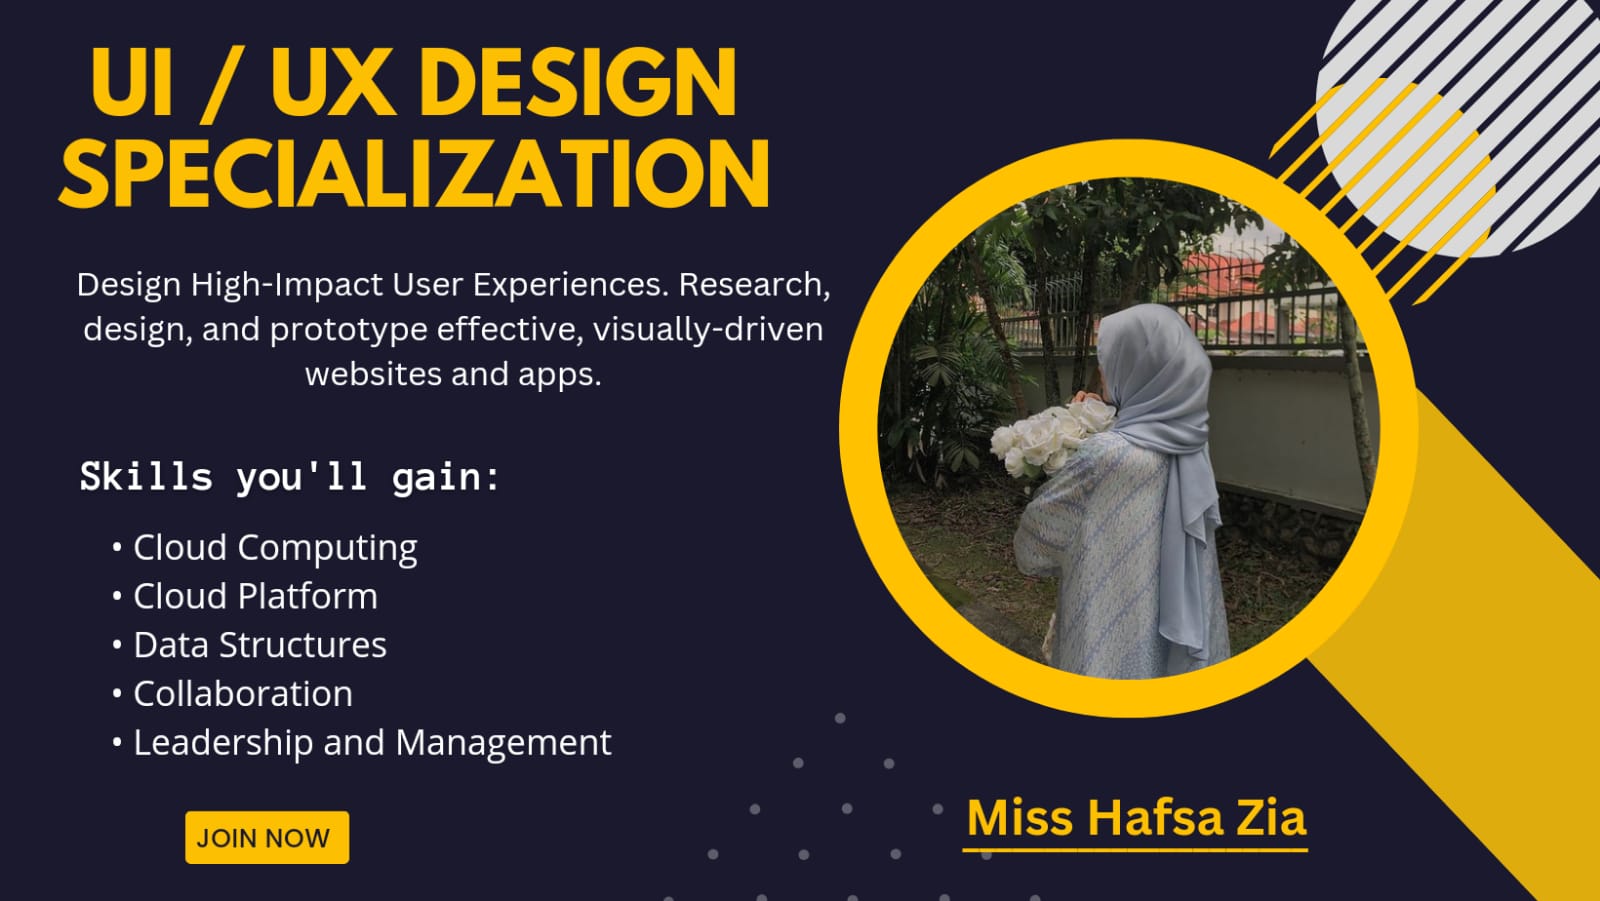 UI / UX DESIGN
SPECIALIZATION
Design High-Impact User Experiences. Research,
design, and prototype effective, visually-driven
websites and apps.
Skills you'll gain:
• Cloud Computing
• Cloud Platform
• Data Structures
• Collaboration
• Leadership and Management
JOIN NOW
Miss Hafsa Zia